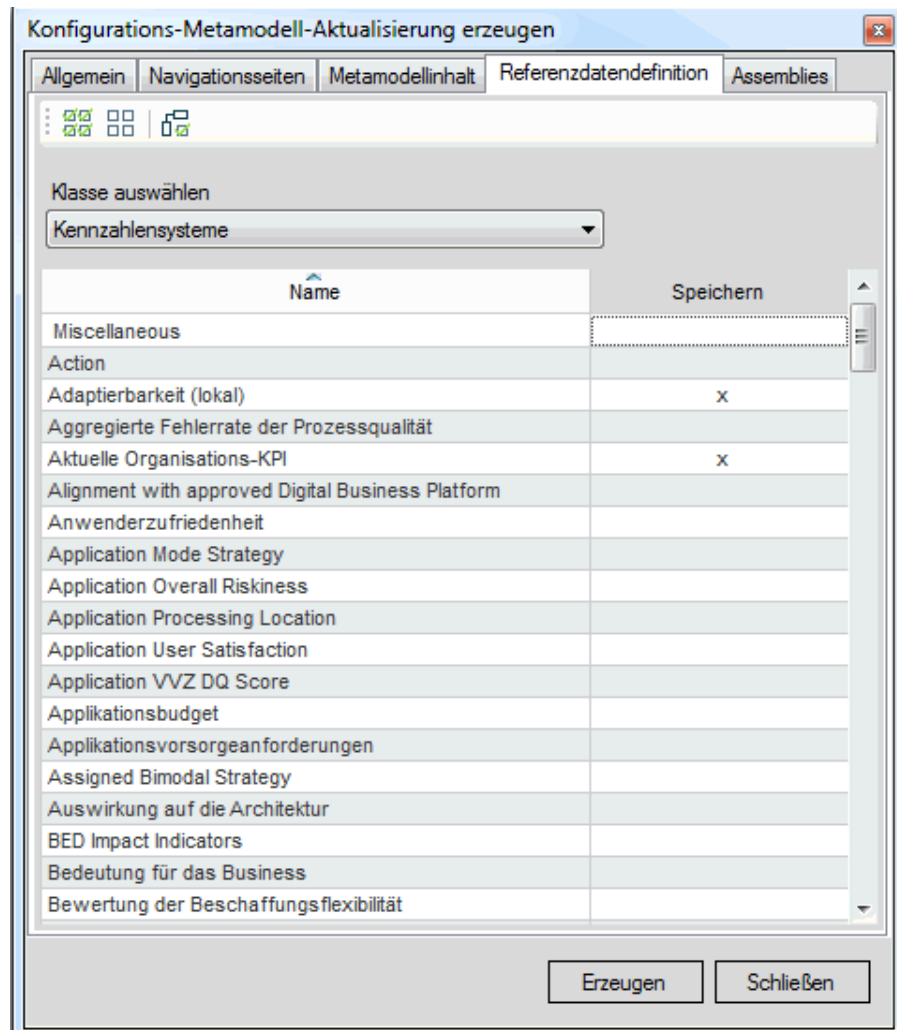 Konfigurations-Metamodell-Aktualisierung erzeugen
Allgemein Navigationsseiten Metamodellinhalt Referenzdatendefinition Assemblies
Klasse auswählen
Kennzahlensysteme
Name Speichern
Miscellaneous
Action
Adaptierbarkeit (lokal) x
Aggregierte Fehlerrate der Prozessqualität
Aktuelle Organisations-KPI x
Alignment with approved Digital Business Platform
Anwenderzufriedenheit
Application Mode Strategy
Application Overall Riskiness
Application Processing Location
Application User Satisfaction
Application VVZ DQ Score
Applikationsbudget
Applikationsvorsorgeanforderungen
Assigned Bimodal Strategy
Auswirkung auf die Architektur
BED Impact Indicators
Bedeutung für das Business
Bewertung der Beschaffungsflexibilität
Erzeugen Schließen